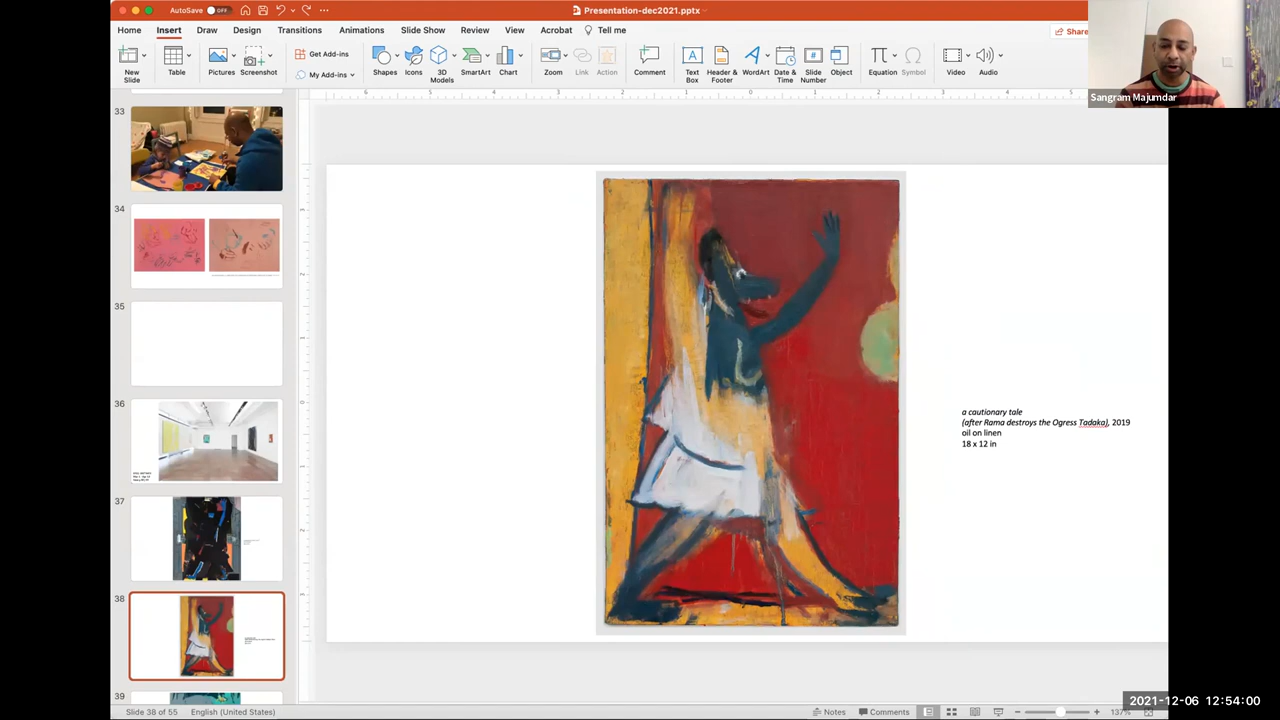 AutoSave OFF
Presentation-dec2021.pptx
Home Insert Draw Design Transitions Animations Slide Show Review View Acrobat Tell me
Share
New Slide
Table
Pictures
Screenshot
Get Add-ins
My Add-ins
Shapes
Icons
3D Models
SmartArt
Chart
Zoom
Link
Action
Comment
Text Box
Header & Footer
WordArt
Date & Time
Slide Number
Object
Equation
Symbol
Video
Audio
Sangram Majumdar
33
34
35
36
37
38
39
a cautionary tale
(after Rama destroys the Ogress Tadaka), 2019
oil on linen
18 x 12 in
2021-12-06 12:54:00
Slide 38 of 55 English (United States) Notes Comments 137%